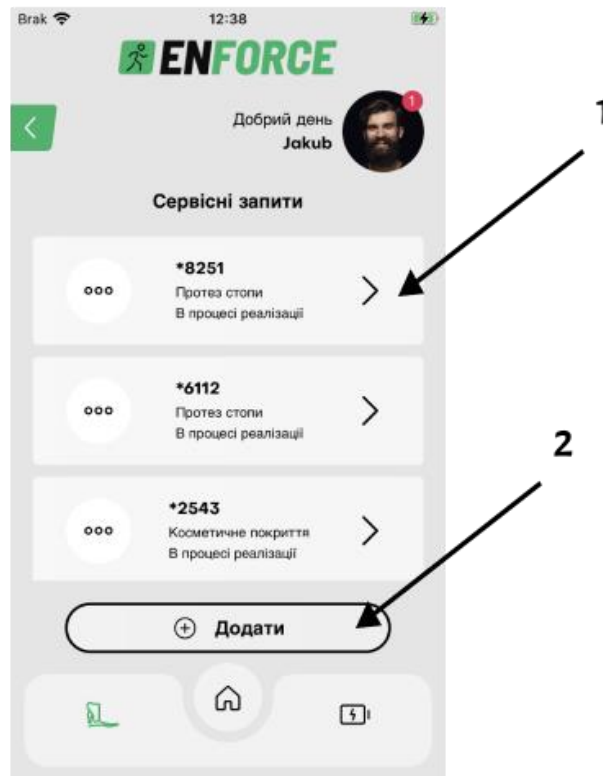 Brak 12:38
ENFORCE
1
Добрий день
Jakub
1
Сервісні запити
*8251
Протез стопи
В процесі реалізації
*6112
Протез стопи
В процесі реалізації
2
*2543
Косметичне покриття
В процесі реалізації
Додати